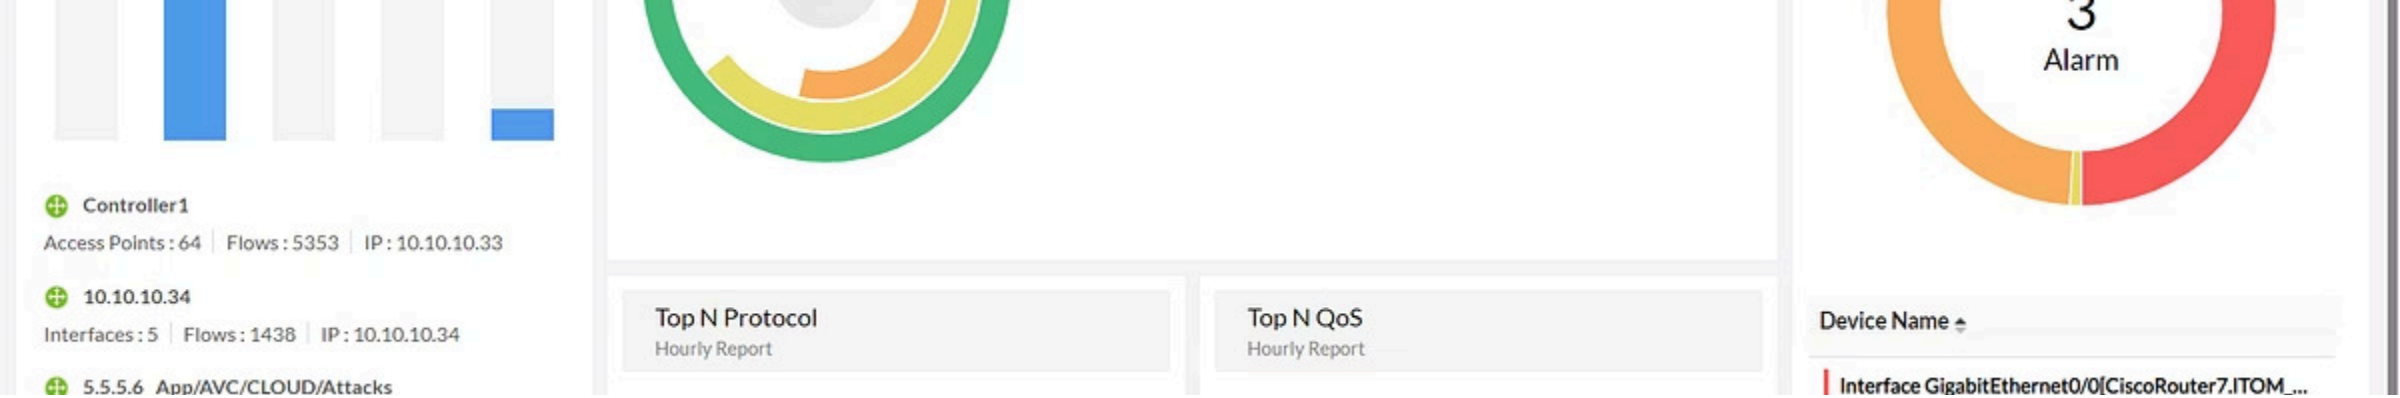 3
Alarm
Controller1
Access Points : 64 Flows : 5353 IP : 10.10.10.33
10.10.10.34
Interfaces : 5 Flows : 1438 IP : 10.10.10.34
5.5.5.6 App/AVC/CLOUD/Attacks
Top N Protocol
Hourly Report
Top N QoS
Hourly Report
Device Name
Interface GigabitEthernet0/0[CiscoRouter7.ITOM_...